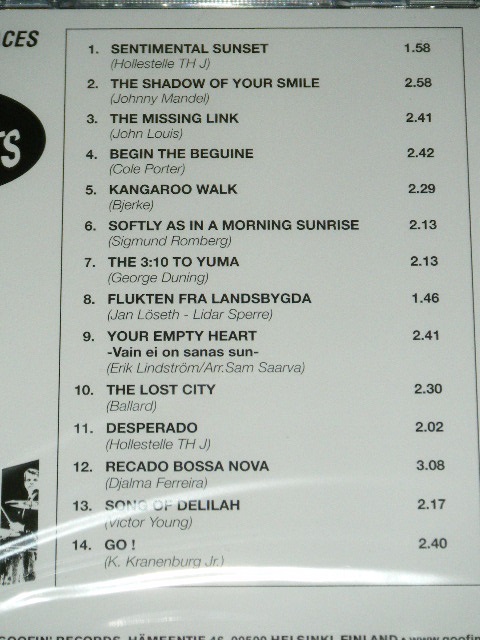 ACES
TS
1. SENTIMENTAL SUNSET 1.58
(Hollestelle TH J)
2. THE SHADOW OF YOUR SMILE 2.58
(Johnny Mandel)
3. THE MISSING LINK 2.41
(John Louis)
4. BEGIN THE BEGUINE 2.42
(Cole Porter)
5. KANGAROO WALK 2.29
(Bjerke)
6. SOFTLY AS IN A MORNING SUNRISE 2.13
(Sigmund Romberg)
7. THE 3:10 TO YUMA 2.13
(George Duning)
8. FLUKTEN FRA LANDSBYGDA 1.46
(Jan Löseth - Lidar Sperre)
9. YOUR EMPTY HEART 2.41
-Vain ei on sanas sun-
(Erik Lindström/Arr.Sam Saarva)
10. THE LOST CITY 2.30
(Ballard)
11. DESPERADO 2.02
(Hollestelle TH J)
12. RECADO BOSSA NOVA 3.08
(Djalma Ferreira)
13. SONG OF DELILAH 2.17
(Victor Young)
14. GO ! 2.40
(K. Kranenburg Jr.)
GOOFIN' RECORDS, HÄMEENTIE 46, 00500 HELSINKI, FINLAND • www.goofin